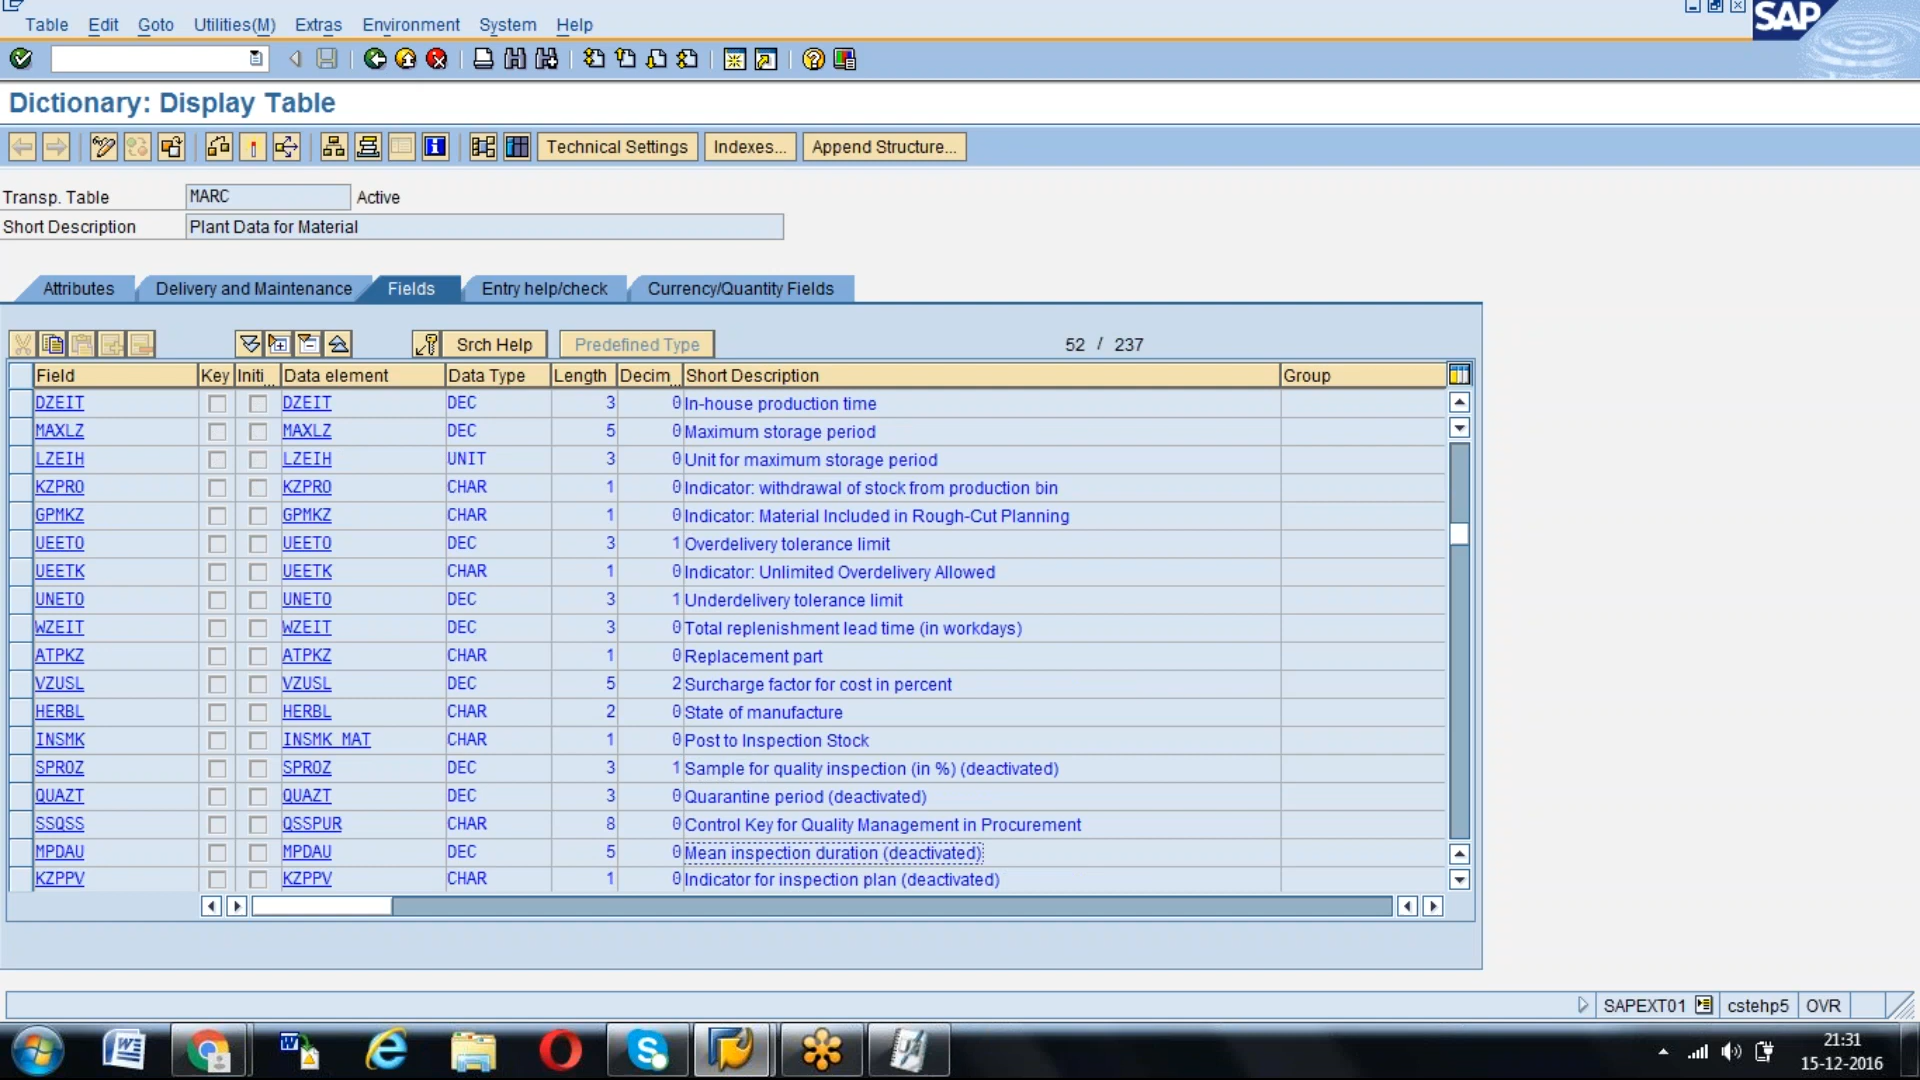 Table Edit Goto Utilities(M) Extras Environment System Help
SAP
Dictionary: Display Table
Technical Settings Indexes... Append Structure...
Transp. Table MARC Active
Short Description Plant Data for Material
Attributes Delivery and Maintenance Fields Entry help/check Currency/Quantity Fields
Srch Help Predefined Type 52 / 237
Field Key Initi... Data element Data Type Length Decim... Short Description Group
DZEIT DZEIT DEC 3 0 In-house production time
MAXLZ MAXLZ DEC 5 0 Maximum storage period
LZEIH LZEIH UNIT 3 0 Unit for maximum storage period
KZPRO KZPRO CHAR 1 0 Indicator: withdrawal of stock from production bin
GPMKZ GPMKZ CHAR 1 0 Indicator: Material Included in Rough-Cut Planning
UEETO UEETO DEC 3 1 Overdelivery tolerance limit
UEETK UEETK CHAR 1 0 Indicator: Unlimited Overdelivery Allowed
UNETO UNETO DEC 3 1 Underdelivery tolerance limit
WZEIT WZEIT DEC 3 0 Total replenishment lead time (in workdays)
ATPKZ ATPKZ CHAR 1 0 Replacement part
VZUSL VZUSL DEC 5 2 Surcharge factor for cost in percent
HERBL HERBL CHAR 2 0 State of manufacture
INSMK INSMK_MAT CHAR 1 0 Post to Inspection Stock
SPROZ SPROZ DEC 3 1 Sample for quality inspection (in %) (deactivated)
QUAZT QUAZT DEC 3 0 Quarantine period (deactivated)
SSQSS QSSPUR CHAR 8 0 Control Key for Quality Management in Procurement
MPDAU MPDAU DEC 5 0 Mean inspection duration (deactivated)
KZPPV KZPPV CHAR 1 0 Indicator for inspection plan (deactivated)
SAPEXT01 cstehp5 OVR
21:31
15-12-2016